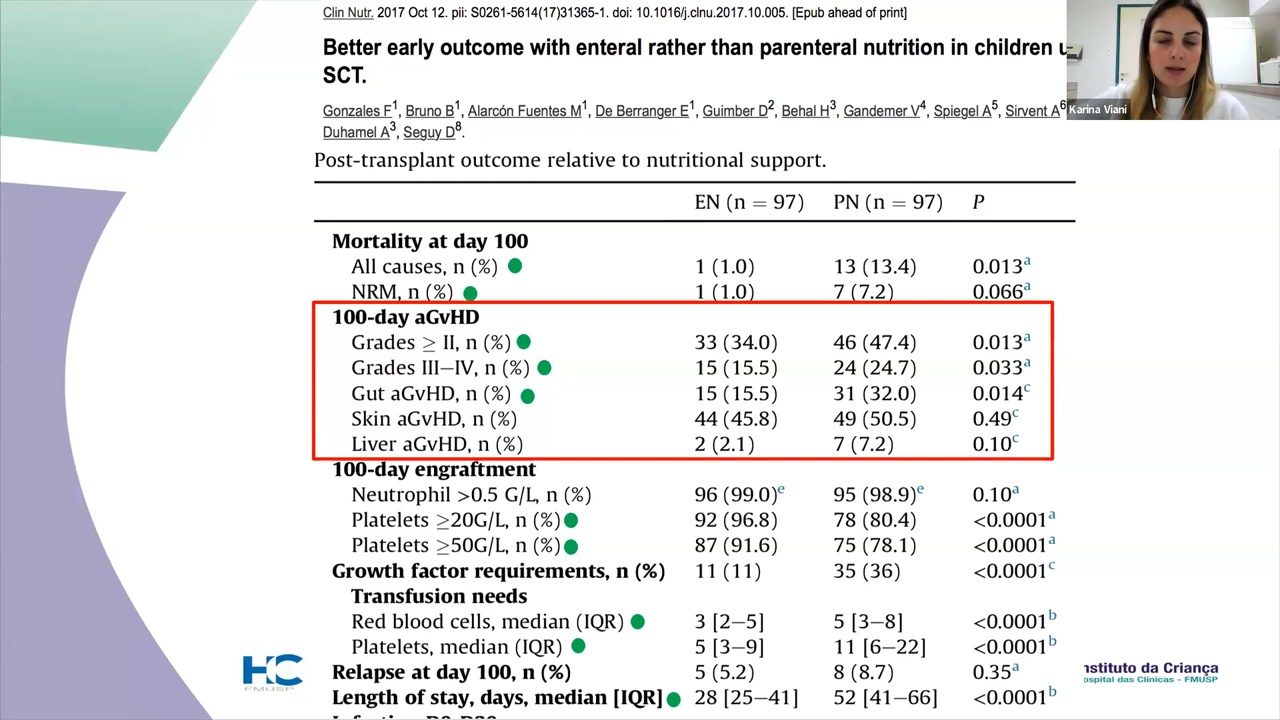 Clin Nutr. 2017 Oct 12. pii: S0261-5614(17)31365-1. doi: 10.1016/j.clnu.2017.10.005. [Epub ahead of print]
Better early outcome with enteral rather than parenteral nutrition in children
SCT.
Gonzales F1, Bruno B1, Alarcón Fuentes M1, De Berranger E1, Guimber D2, Behal H3, Gandemer V4, Spiegel A5, Sirvent A6
Karina Viani
Duhamel A3, Seguy D8.
Post-transplant outcome relative to nutritional support.
EN (n = 97) PN (n = 97) P
Mortality at day 100
All causes, n (%) 1 (1.0) 13 (13.4) 0.013a
NRM, n (%) 1 (1.0) 7 (7.2) 0.066a
100-day aGvHD
Grades ≥ II, n (%) 33 (34.0) 46 (47.4) 0.013a
Grades III–IV, n (%) 15 (15.5) 24 (24.7) 0.033a
Gut aGvHD, n (%) 15 (15.5) 31 (32.0) 0.014c
Skin aGvHD, n (%) 44 (45.8) 49 (50.5) 0.49c
Liver aGvHD, n (%) 2 (2.1) 7 (7.2) 0.10c
100-day engraftment
Neutrophil >0.5 G/L, n (%) 96 (99.0)e 95 (98.9)e 0.10a
Platelets ≥20G/L, n (%) 92 (96.8) 78 (80.4) <0.0001a
Platelets ≥50G/L, n (%) 87 (91.6) 75 (78.1) <0.0001a
Growth factor requirements, n (%) 11 (11) 35 (36) <0.0001c
Transfusion needs
Red blood cells, median (IQR) 3 [2–5] 5 [3–8] <0.0001b
Platelets, median (IQR) 5 [3–9] 11 [6–22] <0.0001b
Relapse at day 100, n (%) 5 (5.2) 8 (8.7) 0.35a
Length of stay, days, median [IQR] 28 [25–41] 52 [41–66] <0.0001b
HC
FMUSP
nstituto da Criança
ospital das Clínicas - FMUSP